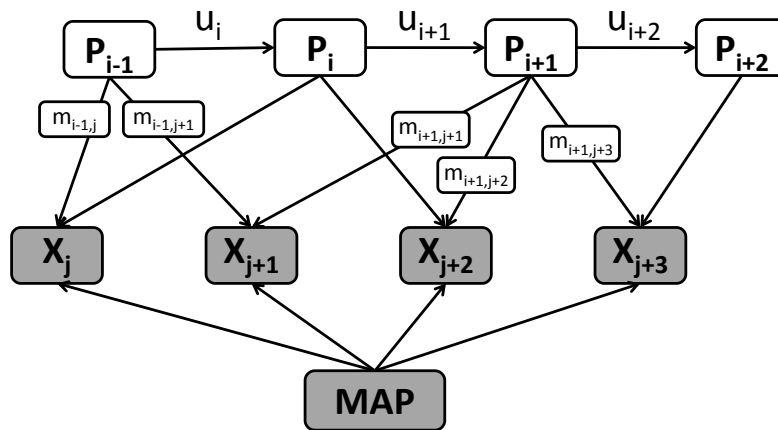 u_i u_{i+1} u_{i+2}
P_{i-1} P_i P_{i+1} P_{i+2}
m_{i-1,j} m_{i-1,j+1} m_{i+1,j+1} m_{i+1,j+3}
m_{i+1,j+2}
X_j X_{j+1} X_{j+2} X_{j+3}
MAP